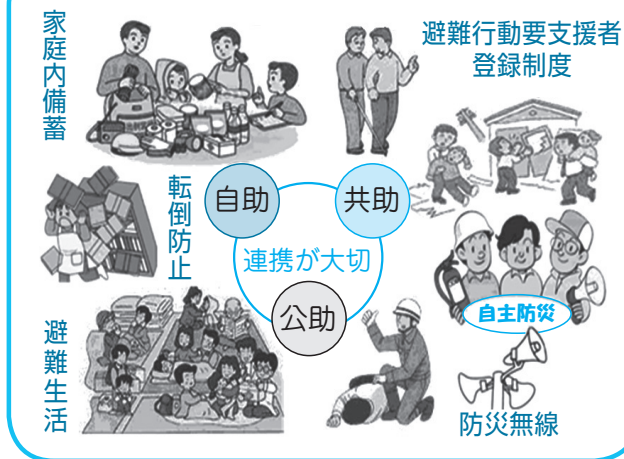 家庭内備蓄
避難行動要支援者
登録制度
転倒防止
自助
共助
連携が大切
公助
自主防災
避難生活
防災無線